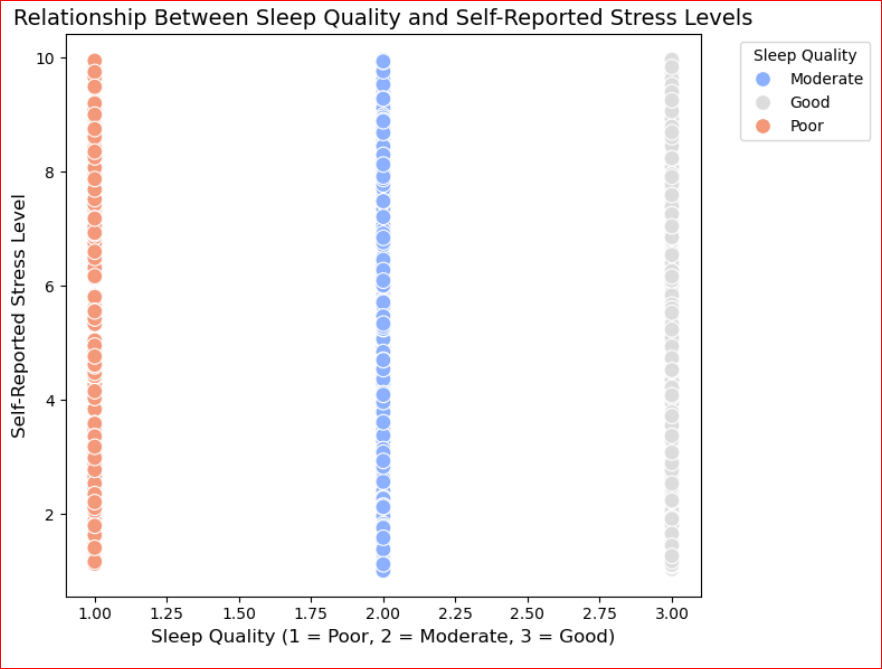 Relationship Between Sleep Quality and Self-Reported Stress Levels
Sleep Quality
Moderate
Good
Poor
Self-Reported Stress Level
10
8
6
4
2
1.00 1.25 1.50 1.75 2.00 2.25 2.50 2.75 3.00
Sleep Quality (1 = Poor, 2 = Moderate, 3 = Good)